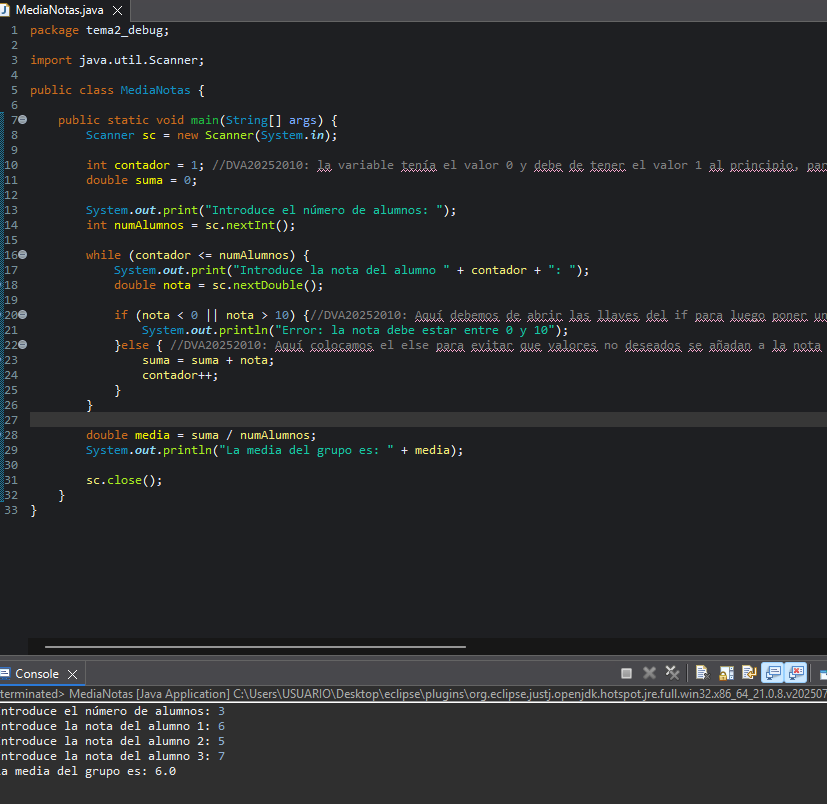 MediaNotas.java
1 package tema2_debug;
2
3 import java.util.Scanner;
4
5 public class MediaNotas {
6
7 public static void main(String[] args) {
8 Scanner sc = new Scanner(System.in);
9
10 int contador = 1; //DVA20252010: la variable tenía el valor 0 y debe de tener el valor 1 al principio, par
11 double suma = 0;
12
13 System.out.print("Introduce el número de alumnos: ");
14 int numAlumnos = sc.nextInt();
15
16 while (contador <= numAlumnos) {
17 System.out.print("Introduce la nota del alumno " + contador + ": ");
18 double nota = sc.nextDouble();
19
20 if (nota < 0 || nota > 10) {//DVA20252010: Aquí debemos de abrir las llaves del if para luego poner un
21 System.out.println("Error: la nota debe estar entre 0 y 10");
22 }else { //DVA20252010: Aquí colocamos el else para evitar que valores no deseados se añadan a la nota
23 suma = suma + nota;
24 contador++;
25 }
26 }
27
28 double media = suma / numAlumnos;
29 System.out.println("La media del grupo es: " + media);
30
31 sc.close();
32 }
33 }
Console
terminated> MediaNotas [Java Application] C:\Users\USUARIO\Desktop\eclipse\plugins\org.eclipse.justj.openjdk.hotspot.jre.full.win32.x86_64_21.0.8.v202507
ntroduce el número de alumnos: 3
ntroduce la nota del alumno 1: 6
ntroduce la nota del alumno 2: 5
ntroduce la nota del alumno 3: 7
a media del grupo es: 6.0